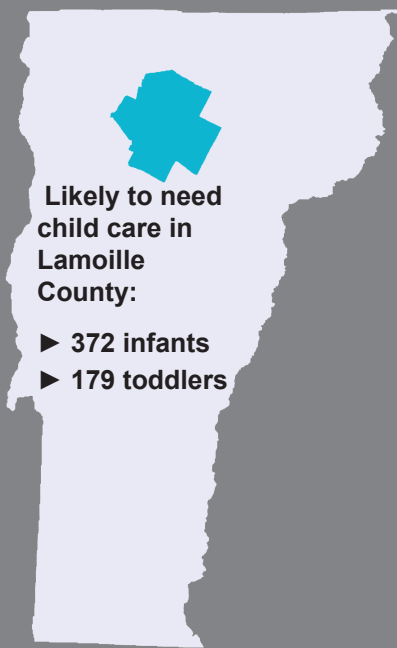 Likely to need
child care in
Lamoille
County:
► 372 infants
► 179 toddlers